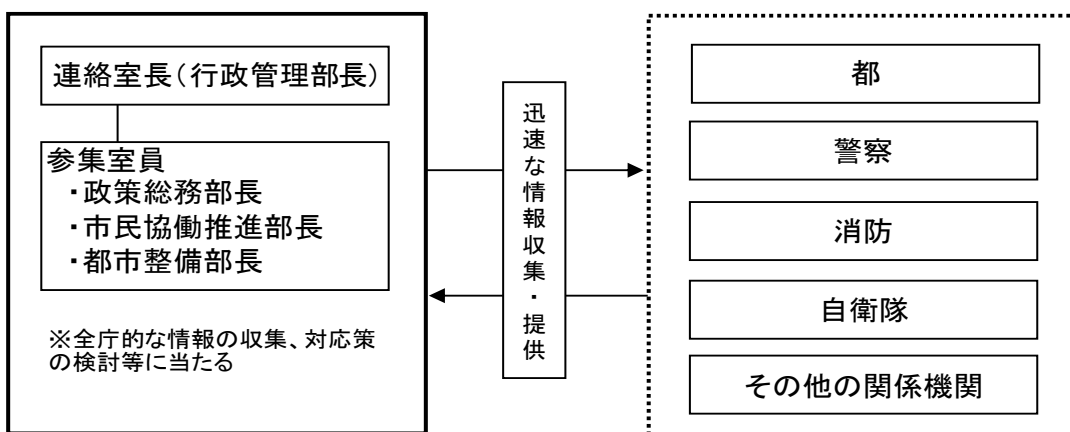 連絡室長（行政管理部長）
参集室員
・政策総務部長
・市民協働推進部長
・都市整備部長
※全庁的な情報の収集、対応策
の検討等に当たる
迅速な情報収集・提供
都
警察
消防
自衛隊
その他の関係機関